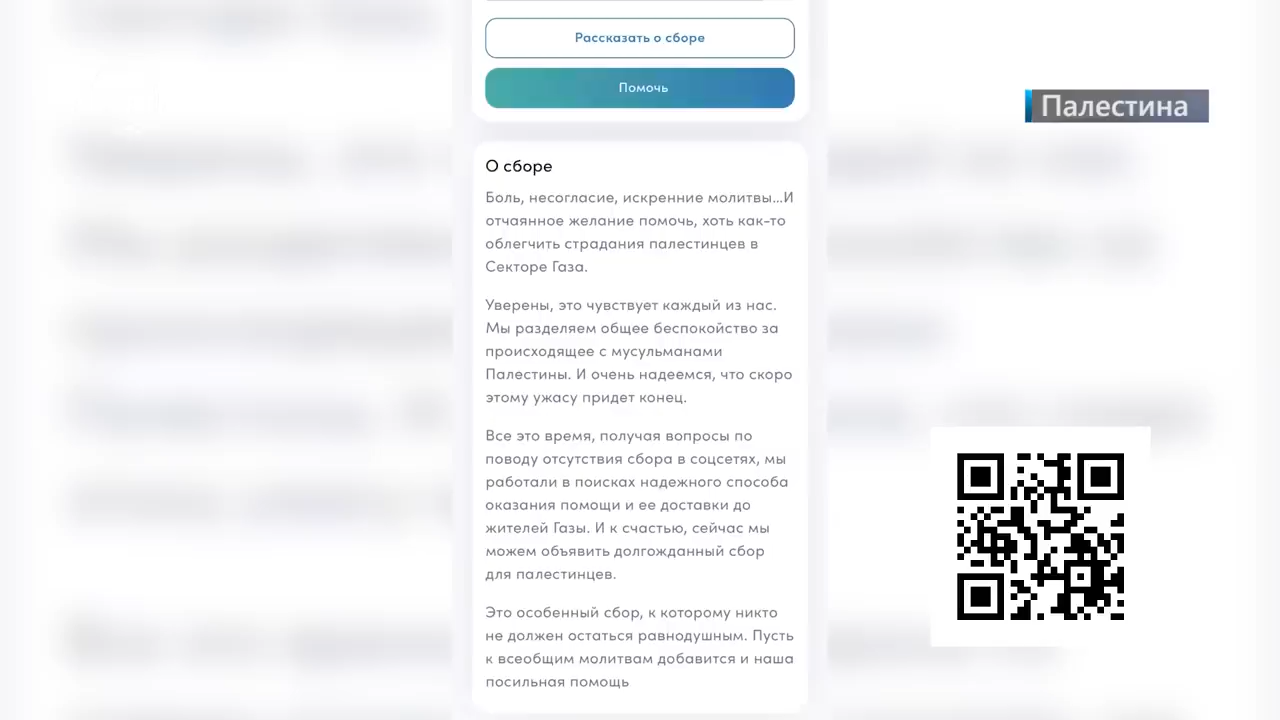 Рассказать о сборе
Помочь
Палестина
О сборе
Боль, несогласие, искренние молитвы...И
отчаянное желание помочь, хоть как-то
облегчить страдания палестинцев в
Секторе Газа.
Уверены, это чувствует каждый из нас.
Мы разделяем общее беспокойство за
происходящее с мусульманами
Палестины. И очень надеемся, что скоро
этому ужасу придет конец.
Все это время, получая вопросы по
поводу отсутствия сбора в соцсетях, мы
работали в поисках надежного способа
оказания помощи и ее доставки до
жителей Газы. И к счастью, сейчас мы
можем объявить долгожданный сбор
для палестинцев.
Это особенный сбор, к которому никто
не должен остаться равнодушным. Пусть
к всеобщим молитвам добавится и наша
посильная помощь